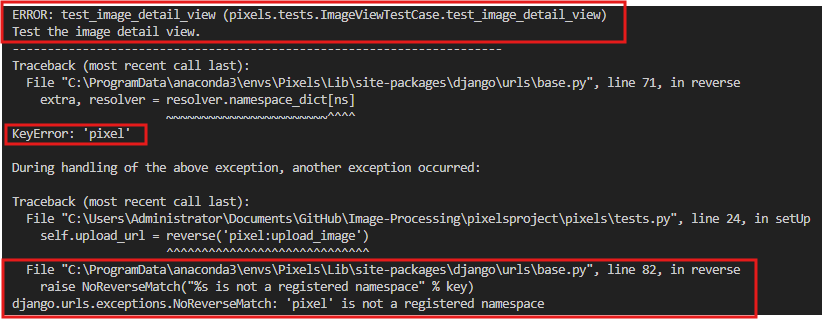 ERROR: test_image_detail_view (pixels.tests.ImageViewTestCase.test_image_detail_view)
Test the image detail view.
----------------------------------------------------------------------
Traceback (most recent call last):
  File "C:\ProgramData\anaconda3\envs\Pixels\Lib\site-packages\django\urls\base.py", line 71, in reverse
    extra, resolver = resolver.namespace_dict[ns]
                      ~~~~~~~~~~~~~~~~~~~~~~~^^^^
KeyError: 'pixel'

During handling of the above exception, another exception occurred:

Traceback (most recent call last):
  File "C:\Users\Administrator\Documents\GitHub\Image-Processing\pixelsproject\pixels\tests.py", line 24, in setUp
    self.upload_url = reverse('pixel:upload_image')
                      ^^^^^^^^^^^^^^^^^^^^^^^^^^^^^
  File "C:\ProgramData\anaconda3\envs\Pixels\Lib\site-packages\django\urls\base.py", line 82, in reverse
    raise NoReverseMatch("%s is not a registered namespace" % key)
django.urls.exceptions.NoReverseMatch: 'pixel' is not a registered namespace